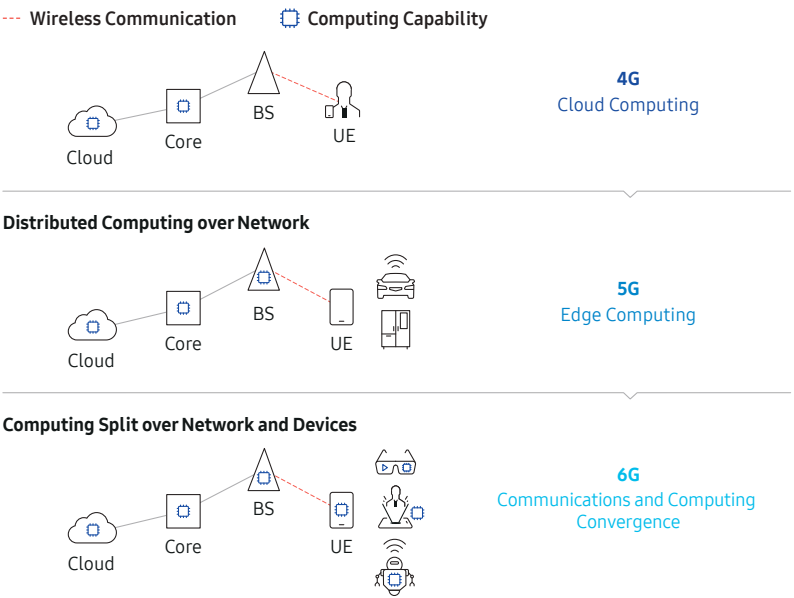 Wireless Communication
Computing Capability
4G
Cloud Computing
BS
UE
Core
Cloud
Distributed Computing over Network
5G
Edge Computing
BS
UE
Core
Cloud
Computing Split over Network and Devices
6G
Communications and Computing
Convergence
BS
UE
Core
Cloud